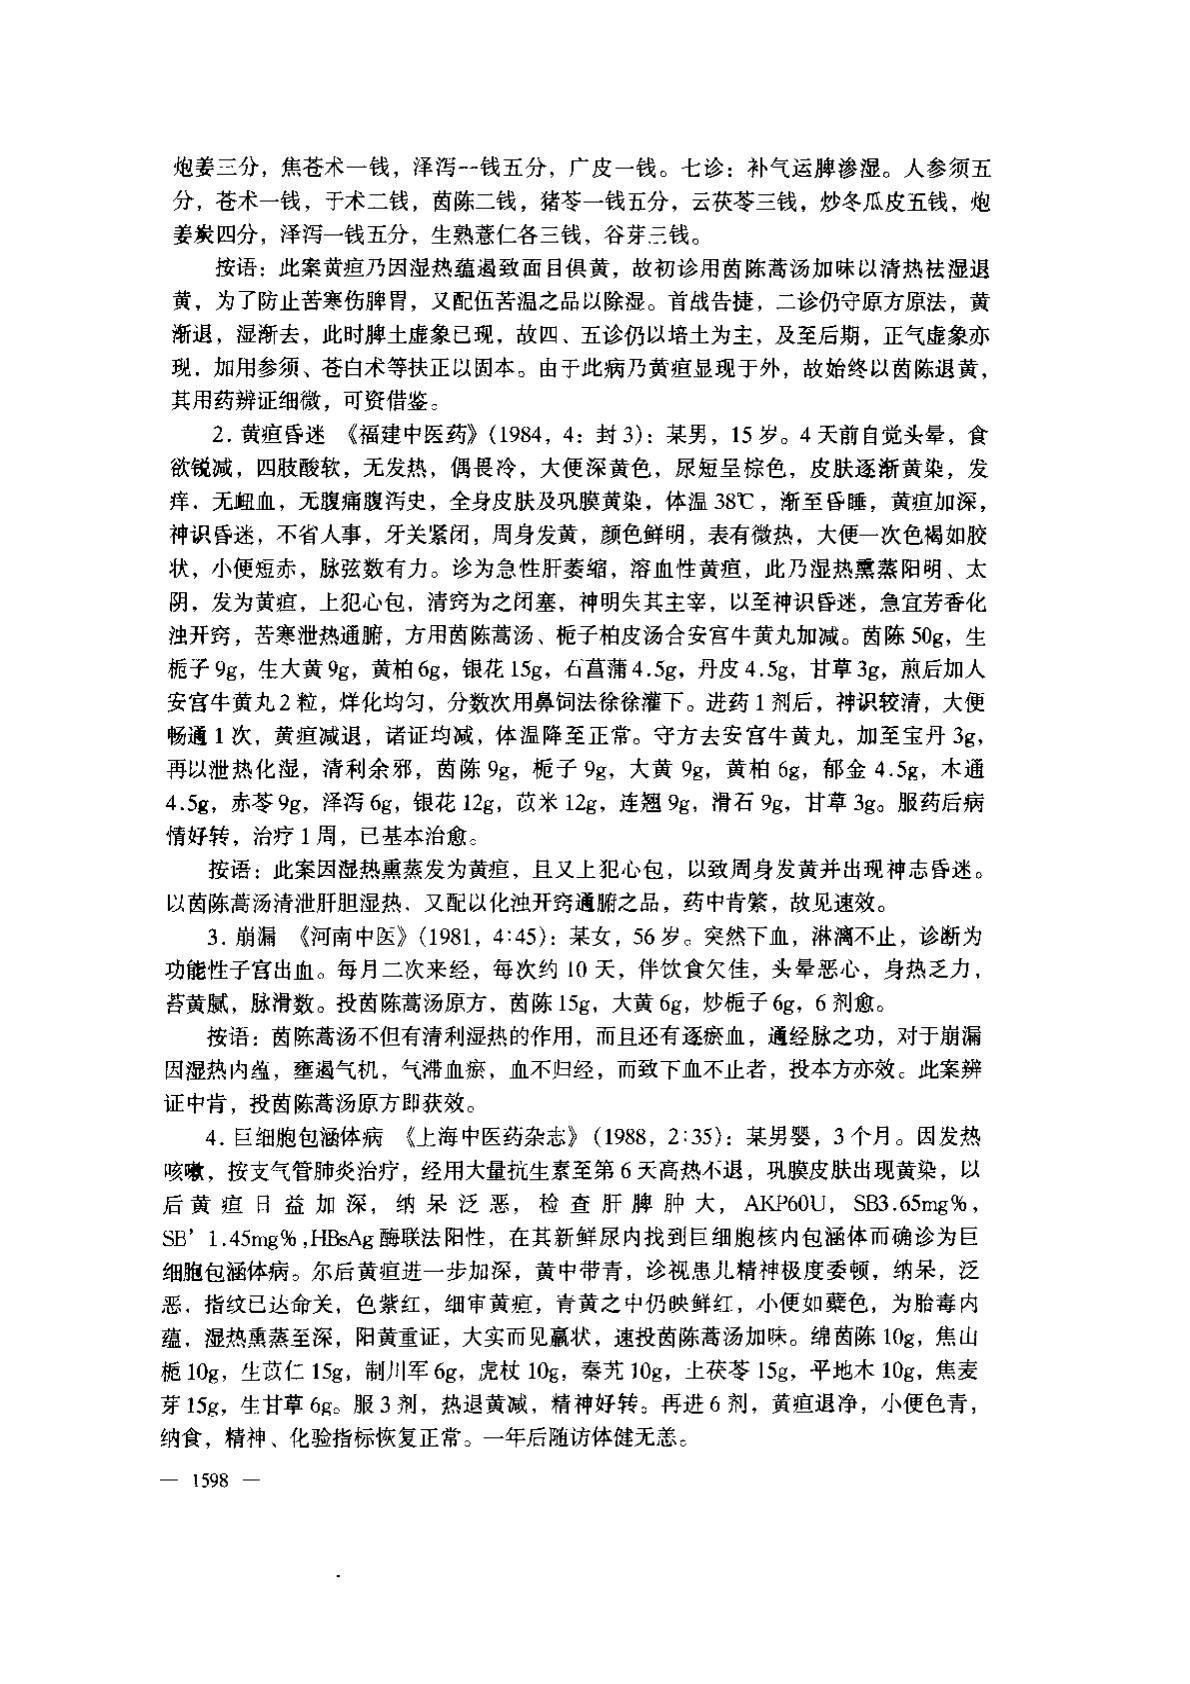 炮姜三分，焦苍术一钱，泽泻一钱五分，广皮一钱。七诊：补气运脾渗湿。人参须五
分，苍术一钱，于术二钱，茵陈二钱，猪苓一钱五分，云茯苓三钱，炒冬瓜皮五钱，炮
姜炭四分，泽泻一钱五分，生熟薏仁各三钱，谷芽三钱。
按语：此案黄疸乃因湿热蕴遏致面目俱黄，故初诊用茵陈蒿汤加味以清热祛湿退
黄，为了防止苦寒伤脾胃，又配伍苦温之品以除湿。首战告捷，二诊仍守原方原法，黄
渐退，湿渐去，此时脾土虚象已现，故四、五诊仍以培土为主，及至后期，正气虚象亦
现，加用参须、苍白术等扶正以固本。由于此病乃黄疸显现于外，故始终以茵陈退黄，
其用药辨证细微，可资借鉴。
2. 黄疸昏迷 《福建中医药》（1984，4：封3）：某男，15岁。4天前自觉头晕，食
欲锐减，四肢酸软，无发热，偶畏冷，大便深黄色，尿短呈棕色，皮肤逐渐黄染，发
痒，无衄血，无腹痛腹泻史，全身皮肤及巩膜黄染，体温38℃，渐至昏睡，黄疸加深，
神识昏迷，不省人事，牙关紧闭，周身发黄，颜色鲜明，表有微热，大便一次色褐如胶
状，小便短赤，脉弦数有力。诊为急性肝萎缩，溶血性黄疸，此乃湿热熏蒸阳明、太
阴，发为黄疸，上犯心包，清窍为之闭塞，神明失其主宰，以至神识昏迷，急宜芳香化
浊开窍，苦寒泄热通腑，方用茵陈蒿汤、栀子柏皮汤合安宫牛黄丸加减。茵陈50g，生
栀子9g，生大黄9g，黄柏6g，银花15g，石菖蒲4.5g，丹皮4.5g，甘草3g，煎后加人
安宫牛黄丸2粒，烊化均匀，分数次用鼻饲法徐徐灌下。进药1剂后，神识较清，大便
畅通1次，黄疸减退，诸证均减，体温降至正常。守方去安宫牛黄丸，加至宝丹3g，
再以泄热化湿，清利余邪，茵陈9g，栀子9g，大黄9g，黄柏6g，郁金4.5g，木通
4.5g，赤苓9g，泽泻6g，银花12g，苡米12g，连翘9g，滑石9g，甘草3g。服药后病
情好转，治疗1周，已基本治愈。
按语：此案因湿热熏蒸发为黄疸，且又上犯心包，以致周身发黄并出现神志昏迷。
以茵陈蒿汤清泄肝胆湿热，又配以化浊开窍通腑之品，药中肯綮，故见速效。
3. 崩漏 《河南中医》（1981，4:45）：某女，56岁。突然下血，淋漓不止，诊断为
功能性子宫出血。每月二次来经，每次约10天，伴饮食欠佳，头晕恶心，身热乏力，
苔黄腻，脉滑数。投茵陈蒿汤原方，茵陈15g，大黄6g，炒栀子6g，6剂愈。
按语：茵陈蒿汤不但有清利湿热的作用，而且还有逐瘀血，通经脉之功，对于崩漏
因湿热内蕴，壅遏气机，气滞血瘀，血不归经，而致下血不止者，投本方亦效。此案辨
证中肯，投茵陈蒿汤原方即获效。
4. 巨细胞包涵体病 《上海中医药杂志》（1988，2:35）：某男婴，3个月。因发热
咳嗽，按支气管肺炎治疗，经用大量抗生素至第6天高热不退，巩膜皮肤出现黄染，以
后黄疸日益加深，纳呆泛恶，检查肝脾肿大，AKP60U，SB3.65mg%，
SB’1.45mg%,HBsAg酶联法阳性，在其新鲜尿内找到巨细胞核内包涵体而确诊为巨
细胞包涵体病。尔后黄疸进一步加深，黄中带青，诊视患儿精神极度委顿，纳呆，泛
恶，指纹已达命关，色紫红，细审黄疸，青黄之中仍映鲜红，小便如蘗色，为胎毒内
蕴，湿热熏蒸至深，阳黄重证，大实而见羸状，速投茵陈蒿汤加味。绵茵陈10g，焦山
栀10g，生苡仁15g，制川军6g，虎杖10g，秦艽10g，土茯苓15g，平地木10g，焦麦
芽15g，生甘草6g。服3剂，热退黄减，精神好转。再进6剂，黄疸退净，小便色青，
纳食，精神、化验指标恢复正常。一年后随访体健无恙。
— 1598 —